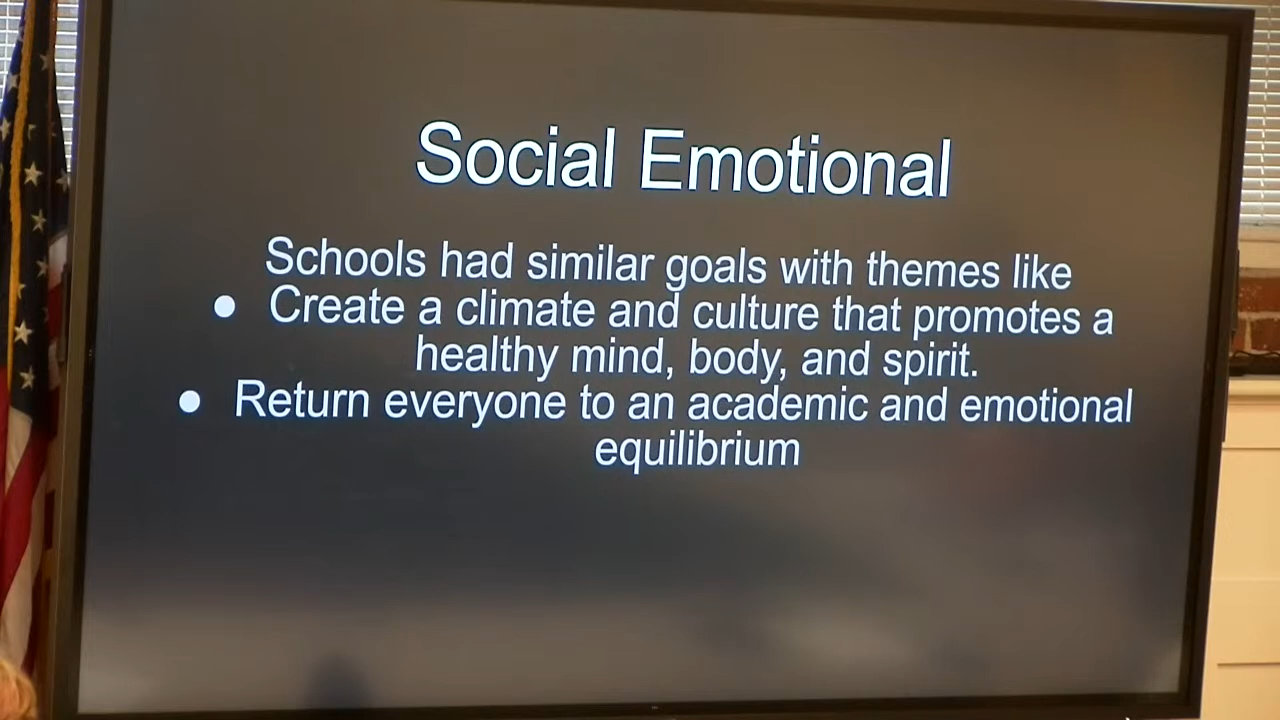 Social Emotional
Schools had similar goals with themes like
● Create a climate and culture that promotes a
healthy mind, body, and spirit.
● Return everyone to an academic and emotional
equilibrium